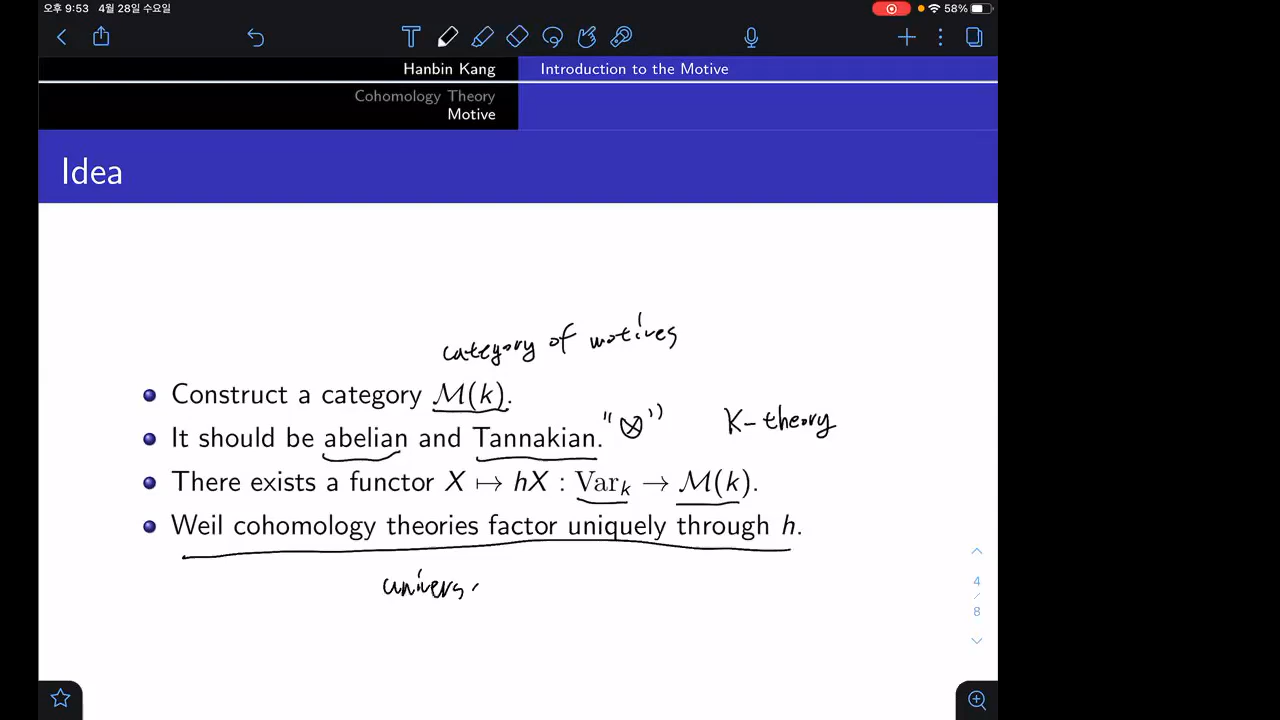 오후 9:53 4월 28일 수요일
58%
Hanbin Kang Introduction to the Motive
Cohomology Theory
Motive
Idea
category of motives
Construct a category M(k).
It should be abelian and Tannakian. "⊗" K-theory
There exists a functor X ↦ hX : Var_k → M(k).
Weil cohomology theories factor uniquely through h.
univers
4
/
8